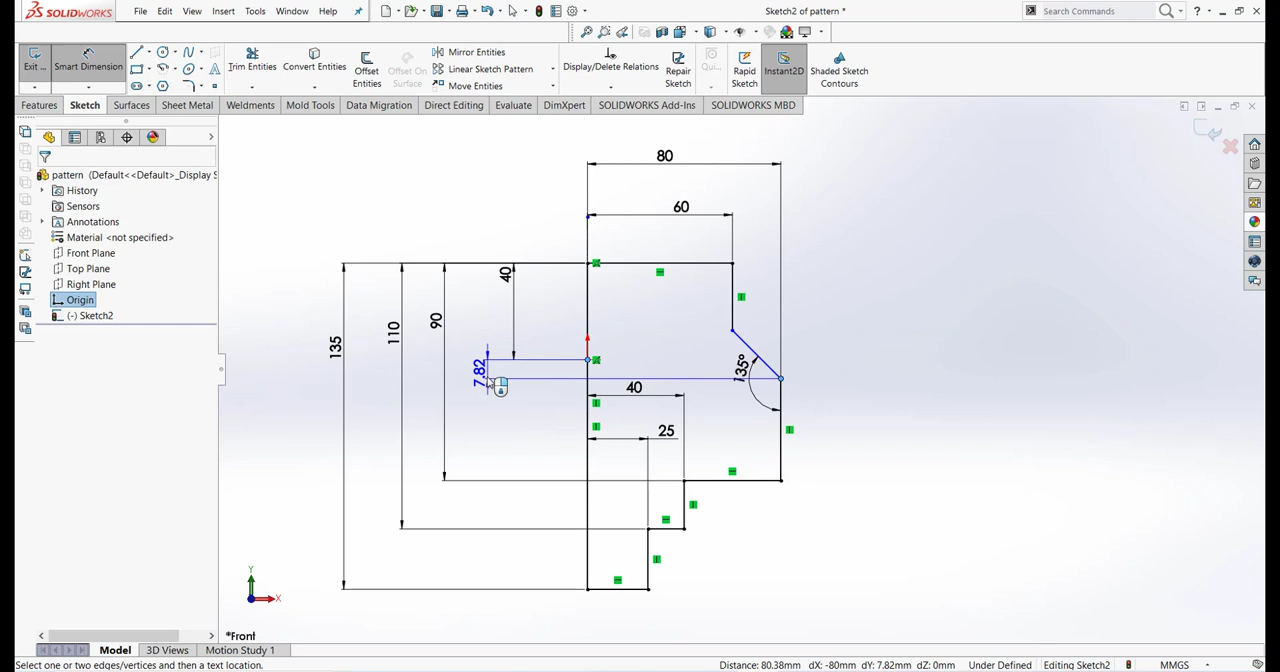 SOLIDWORKS
File Edit View Insert Tools Window Help
Sketch2 of pattern *
Search Commands
Exit ...
Smart Dimension
Trim Entities
Convert Entities
Offset Entities
Offset On Surface
Mirror Entities
Linear Sketch Pattern
Move Entities
Display/Delete Relations
Repair Sketch
Qui...
Rapid Sketch
Instant2D
Shaded Sketch Contours
Features Sketch Surfaces Sheet Metal Weldments Mold Tools Data Migration Direct Editing Evaluate DimXpert SOLIDWORKS Add-Ins SOLIDWORKS MBD
pattern (Default<<Default>_Display S
History
Sensors
Annotations
Material <not specified>
Front Plane
Top Plane
Right Plane
Origin
(-) Sketch2
80
60
40
90
110
135
7.82
135°
40
25
Y
X
*Front
Model 3D Views Motion Study 1
Select one or two edges/vertices and then a text location.
Distance: 80.38mm dX: -80mm dY: 7.82mm dZ: 0mm Under Defined Editing Sketch2 MMGS